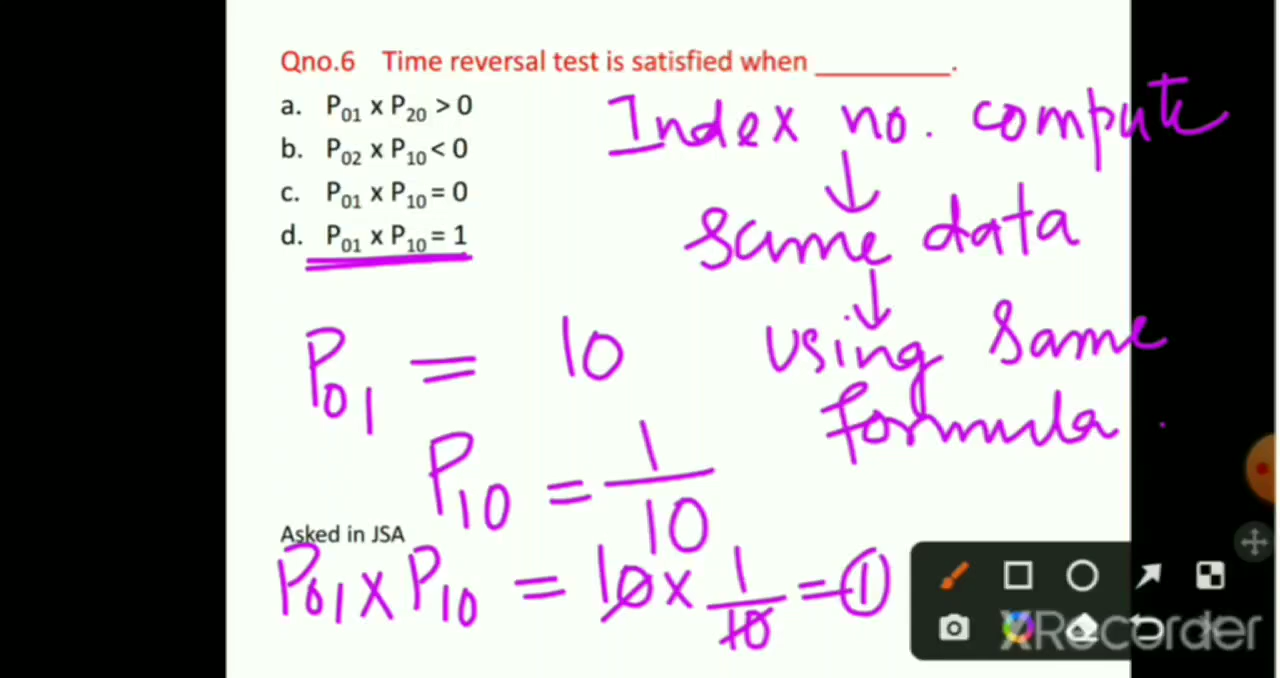 Qno.6 Time reversal test is satisfied when __________.
a. P₀₁ x P₂₀ > 0
b. P₀₂ x P₁₀ < 0
c. P₀₁ x P₁₀ = 0
d. P₀₁ x P₁₀ = 1
Index no. compute
↓
same data
↓
using same
formula.
P₀₁ = 10
P₁₀ = 1/10
Asked in JSA
P₀₁ x P₁₀ = 10 x 1/10 = 1
XRecorder